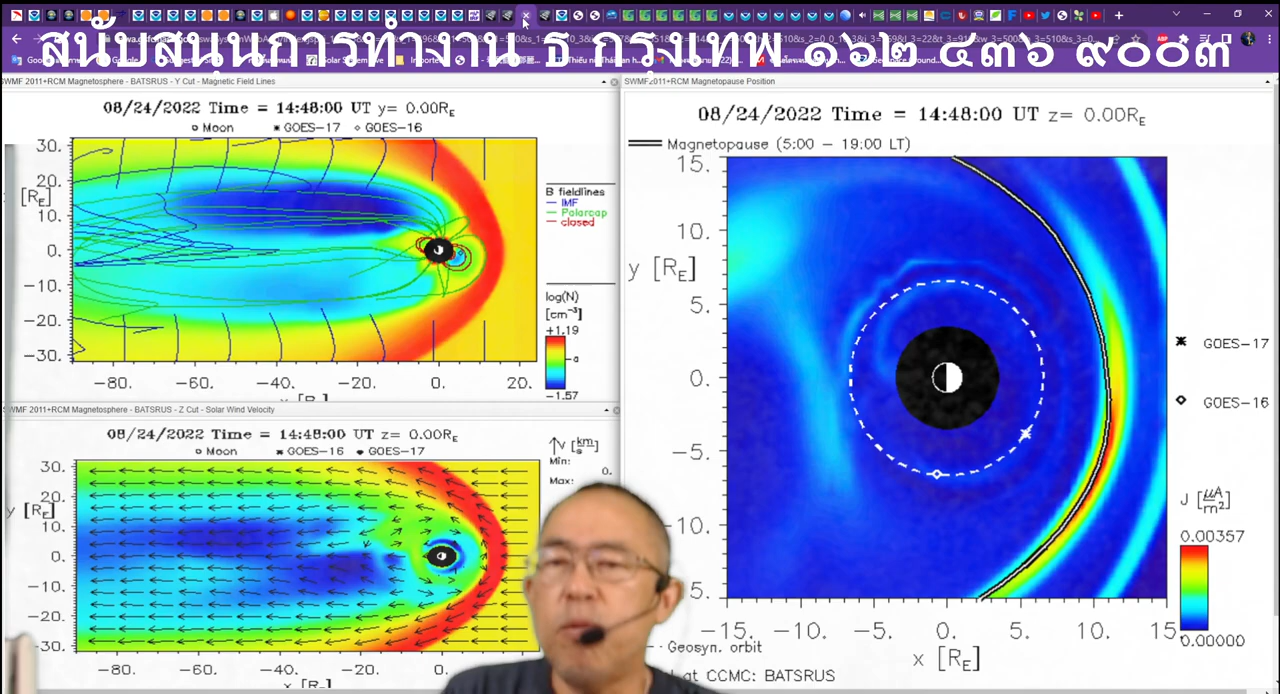 สนับสนุนการทำงาน ธ.กรุงเทพ ๑๖๒ ๔๓๖ ๙๐๐๓
SWMF 2011+RCM Magnetosphere - BATSRUS - Y Cut - Magnetic Field Lines
08/24/2022 Time = 14:48:00 UT y= 0.00RE
Moon GOES-17 GOES-16
30.
20.
[RE]
10.
0.
−10.
−20.
−30.
−80. −60. −40. −20. 0. 20.
B fieldlines
IMF
Polarcap
closed
log(N)
[cm⁻³]
+1.19
−1.57
SWMF 2011+RCM Magnetosphere - BATSRUS - Z Cut - Solar Wind Velocity
08/24/2022 Time = 14:48:00 UT z= 0.00RE
Moon GOES-16 GOES-17
V [km/s]
Min:
0.
Max:
30.
20.
y [RE]
10.
0.
−10.
−20.
−30.
−80. −60. −40. −20. 0.
SWMF 2011+RCM Magnetopause Position
08/24/2022 Time = 14:48:00 UT z= 0.00RE
Magnetopause (5:00 − 19:00 LT)
15.
10.
y [RE]
5.
0.
−5.
−10.
−15. −10. −5. 0. 5. 10. 15.
x [RE]
GOES-17
GOES-16
J [μA/m²]
0.00357
0.00000
Geosyn. orbit
at CCMC: BATSRUS